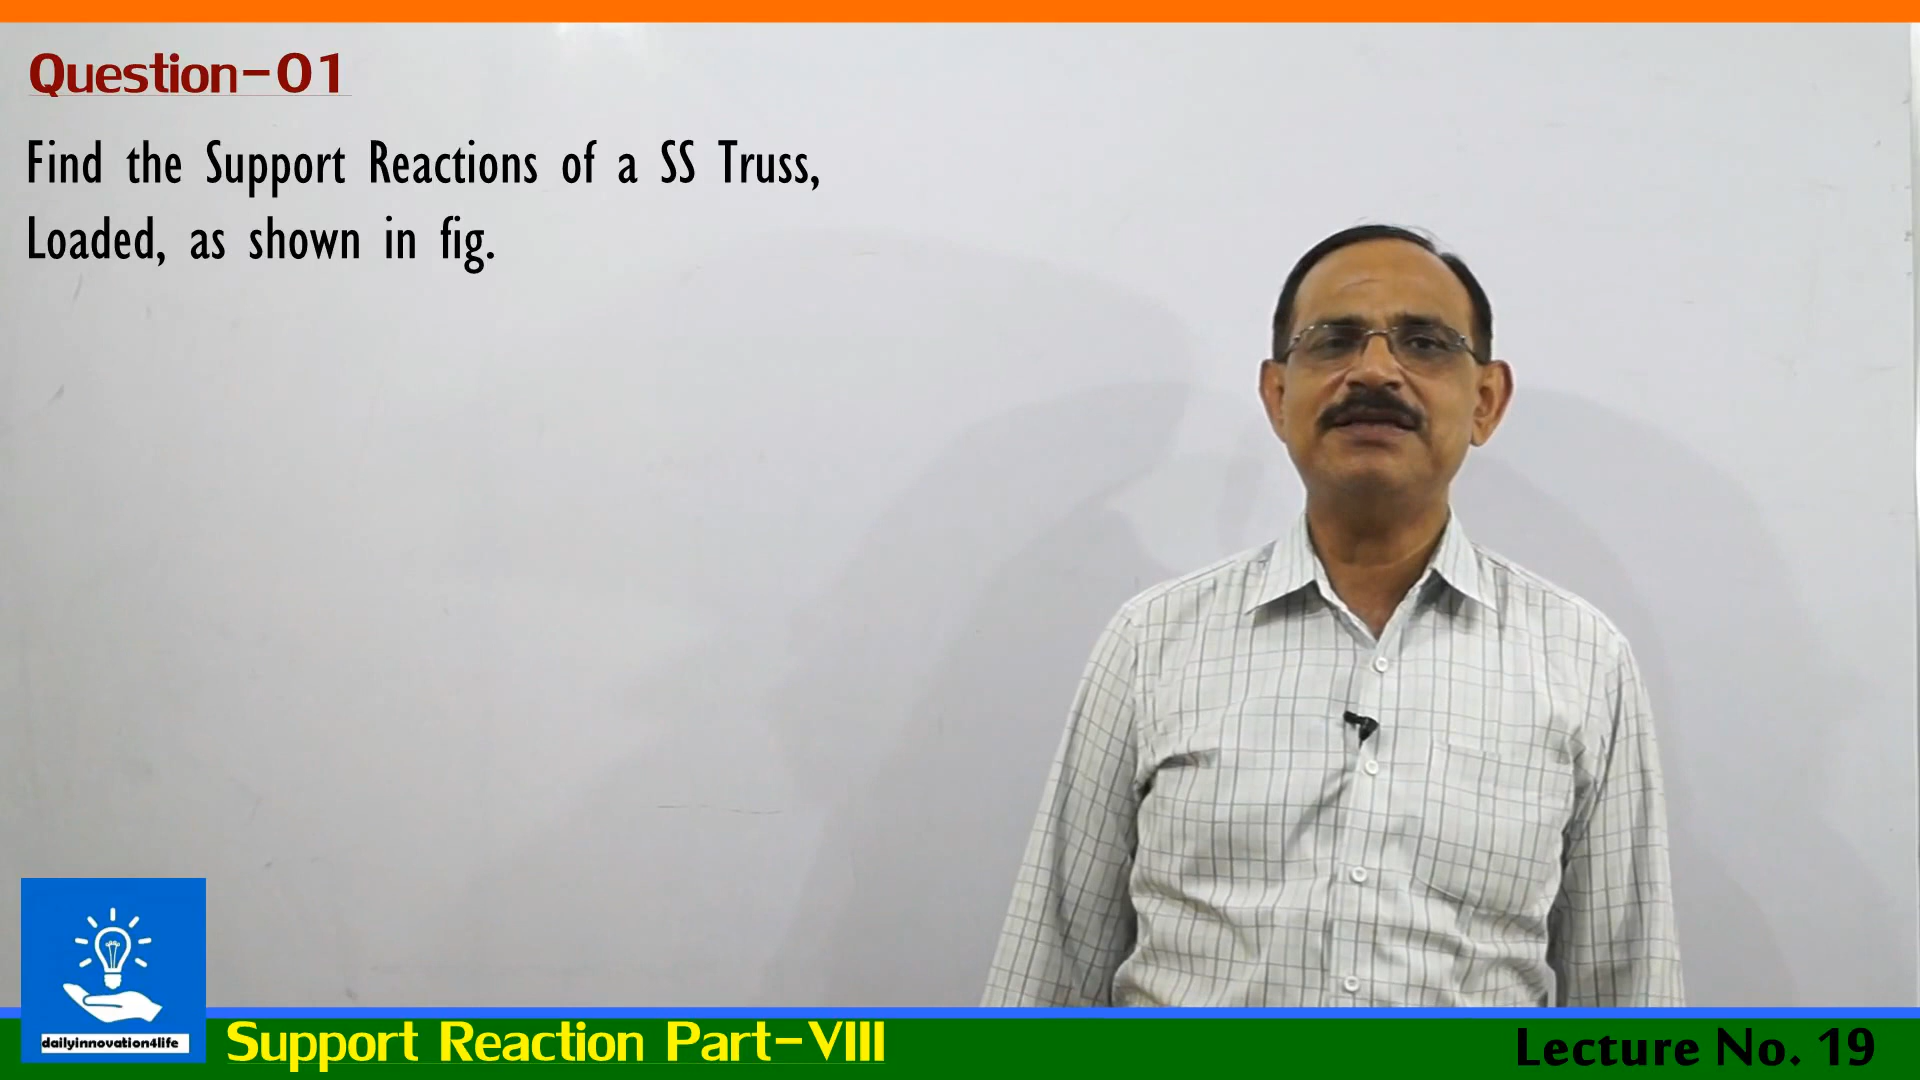 Question-01
Find the Support Reactions of a SS Truss,
Loaded, as shown in fig.
dailyinnovation4life
Support Reaction Part-VIII
Lecture No. 19